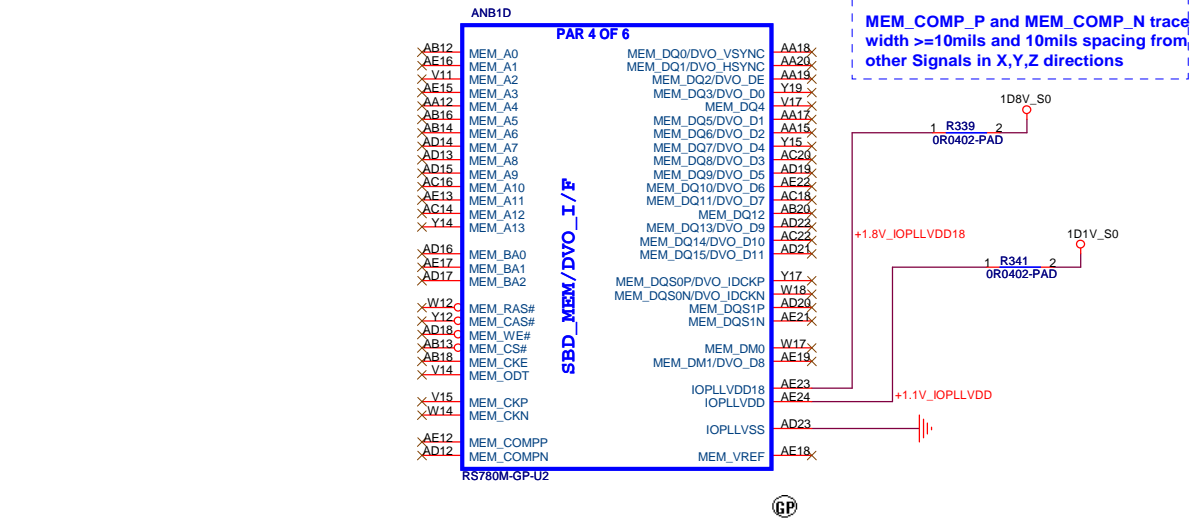 ANB1D
PAR 4 OF 6
MEM_COMP_P and MEM_COMP_N trace
width >=10mils and 10mils spacing from
other Signals in X,Y,Z directions
AB12 MEM_A0
AE16 MEM_A1
V11 MEM_A2
AE15 MEM_A3
AA12 MEM_A4
AB16 MEM_A5
AB14 MEM_A6
AD14 MEM_A7
AD13 MEM_A8
AD15 MEM_A9
AC16 MEM_A10
AE13 MEM_A11
AC14 MEM_A12
Y14 MEM_A13
AD16 MEM_BA0
AE17 MEM_BA1
AD17 MEM_BA2
W12 MEM_RAS#
Y12 MEM_CAS#
AD18 MEM_WE#
AB13 MEM_CS#
AB18 MEM_CKE
V14 MEM_ODT
V15 MEM_CKP
W14 MEM_CKN
AE12 MEM_COMPP
AD12 MEM_COMPN
SBD_MEM/DVO_I/F
MEM_DQ0/DVO_VSYNC AA18
MEM_DQ1/DVO_HSYNC AA20
MEM_DQ2/DVO_DE AA19
MEM_DQ3/DVO_D0 Y19
MEM_DQ4 V17
MEM_DQ5/DVO_D1 AA17
MEM_DQ6/DVO_D2 AA15
MEM_DQ7/DVO_D4 Y15
MEM_DQ8/DVO_D3 AC20
MEM_DQ9/DVO_D5 AD19
MEM_DQ10/DVO_D6 AE22
MEM_DQ11/DVO_D7 AC18
MEM_DQ12 AB20
MEM_DQ13/DVO_D9 AD22
MEM_DQ14/DVO_D10 AC22
MEM_DQ15/DVO_D11 AD21
MEM_DQS0P/DVO_IDCKP Y17
MEM_DQS0N/DVO_IDCKN W18
MEM_DQS1P AD20
MEM_DQS1N AE21
MEM_DM0 W17
MEM_DM1/DVO_D8 AE19
IOPLLVDD18 AE23
IOPLLVDD AE24
IOPLLVSS AD23
MEM_VREF AE18
1D8V_S0
1 R339 2
0R0402-PAD
+1.8V_IOPLLVDD18
1D1V_S0
1 R341 2
0R0402-PAD
+1.1V_IOPLLVDD
RS780M-GP-U2
GP